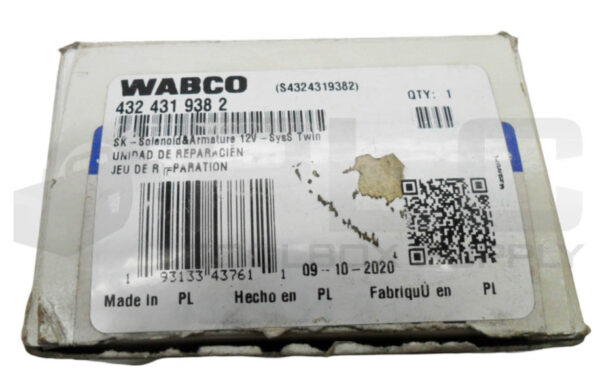 WABCO
(S4324319382)
432 431 938 2
QTY: 1
SK-Solenoid&Armature 12V-SysS Twin
UNIDAD DE REPARACIEN
JEU DE R PARATION
1 93133 43761 1
09-10-2020
Made In PL Hecho en PL FabriquÙ en PL